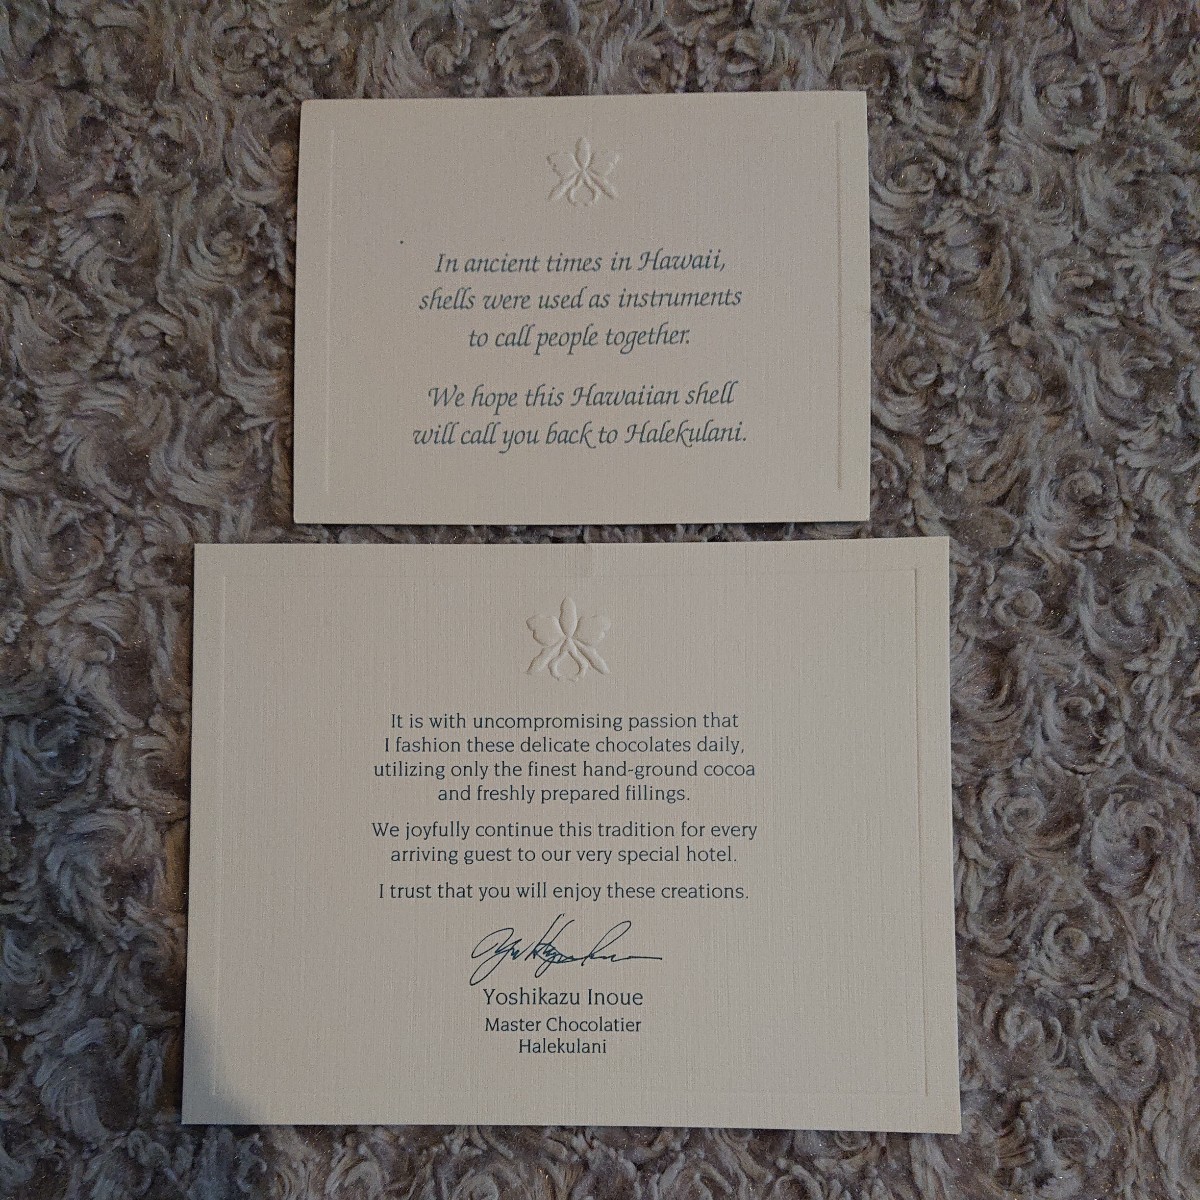 In ancient times in Hawaii,
shells were used as instruments
to call people together.
We hope this Hawaiian shell
will call you back to Halekulani.
It is with uncompromising passion that
I fashion these delicate chocolates daily,
utilizing only the finest hand-ground cocoa
and freshly prepared fillings.
We joyfully continue this tradition for every
arriving guest to our very special hotel.
I trust that you will enjoy these creations.
Yoshikazu Inoue
Master Chocolatier
Halekulani